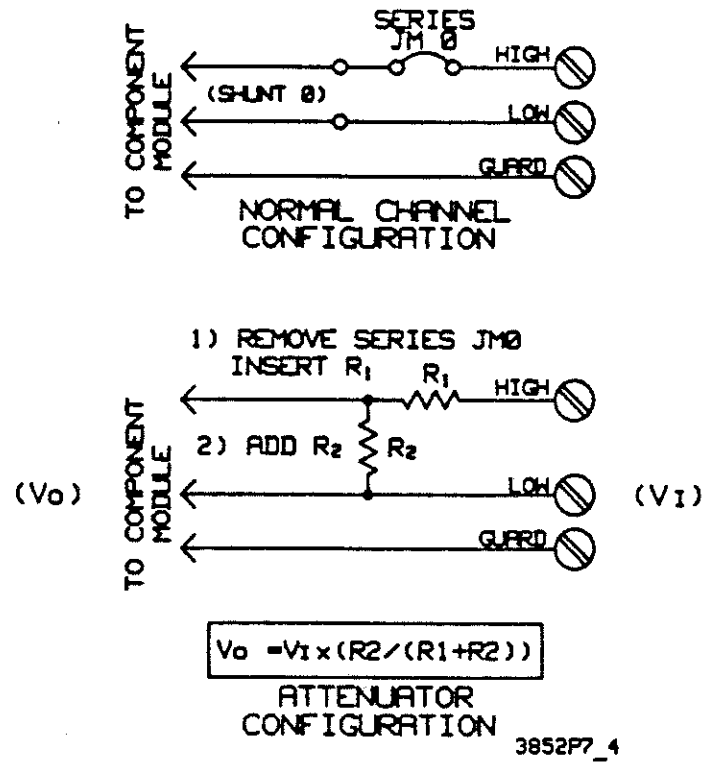 SERIES
JM 0
HIGH
(SHUNT 0)
LOW
GUARD
TO COMPONENT
MODULE
NORMAL CHANNEL
CONFIGURATION
1) REMOVE SERIES JM0
INSERT R₁
R₁
HIGH
2) ADD R₂
R₂
LOW
GUARD
TO COMPONENT
MODULE
(Vo)
(VI)
Vo =VI×(R2/(R1+R2))
ATTENUATOR
CONFIGURATION
3852P7_4